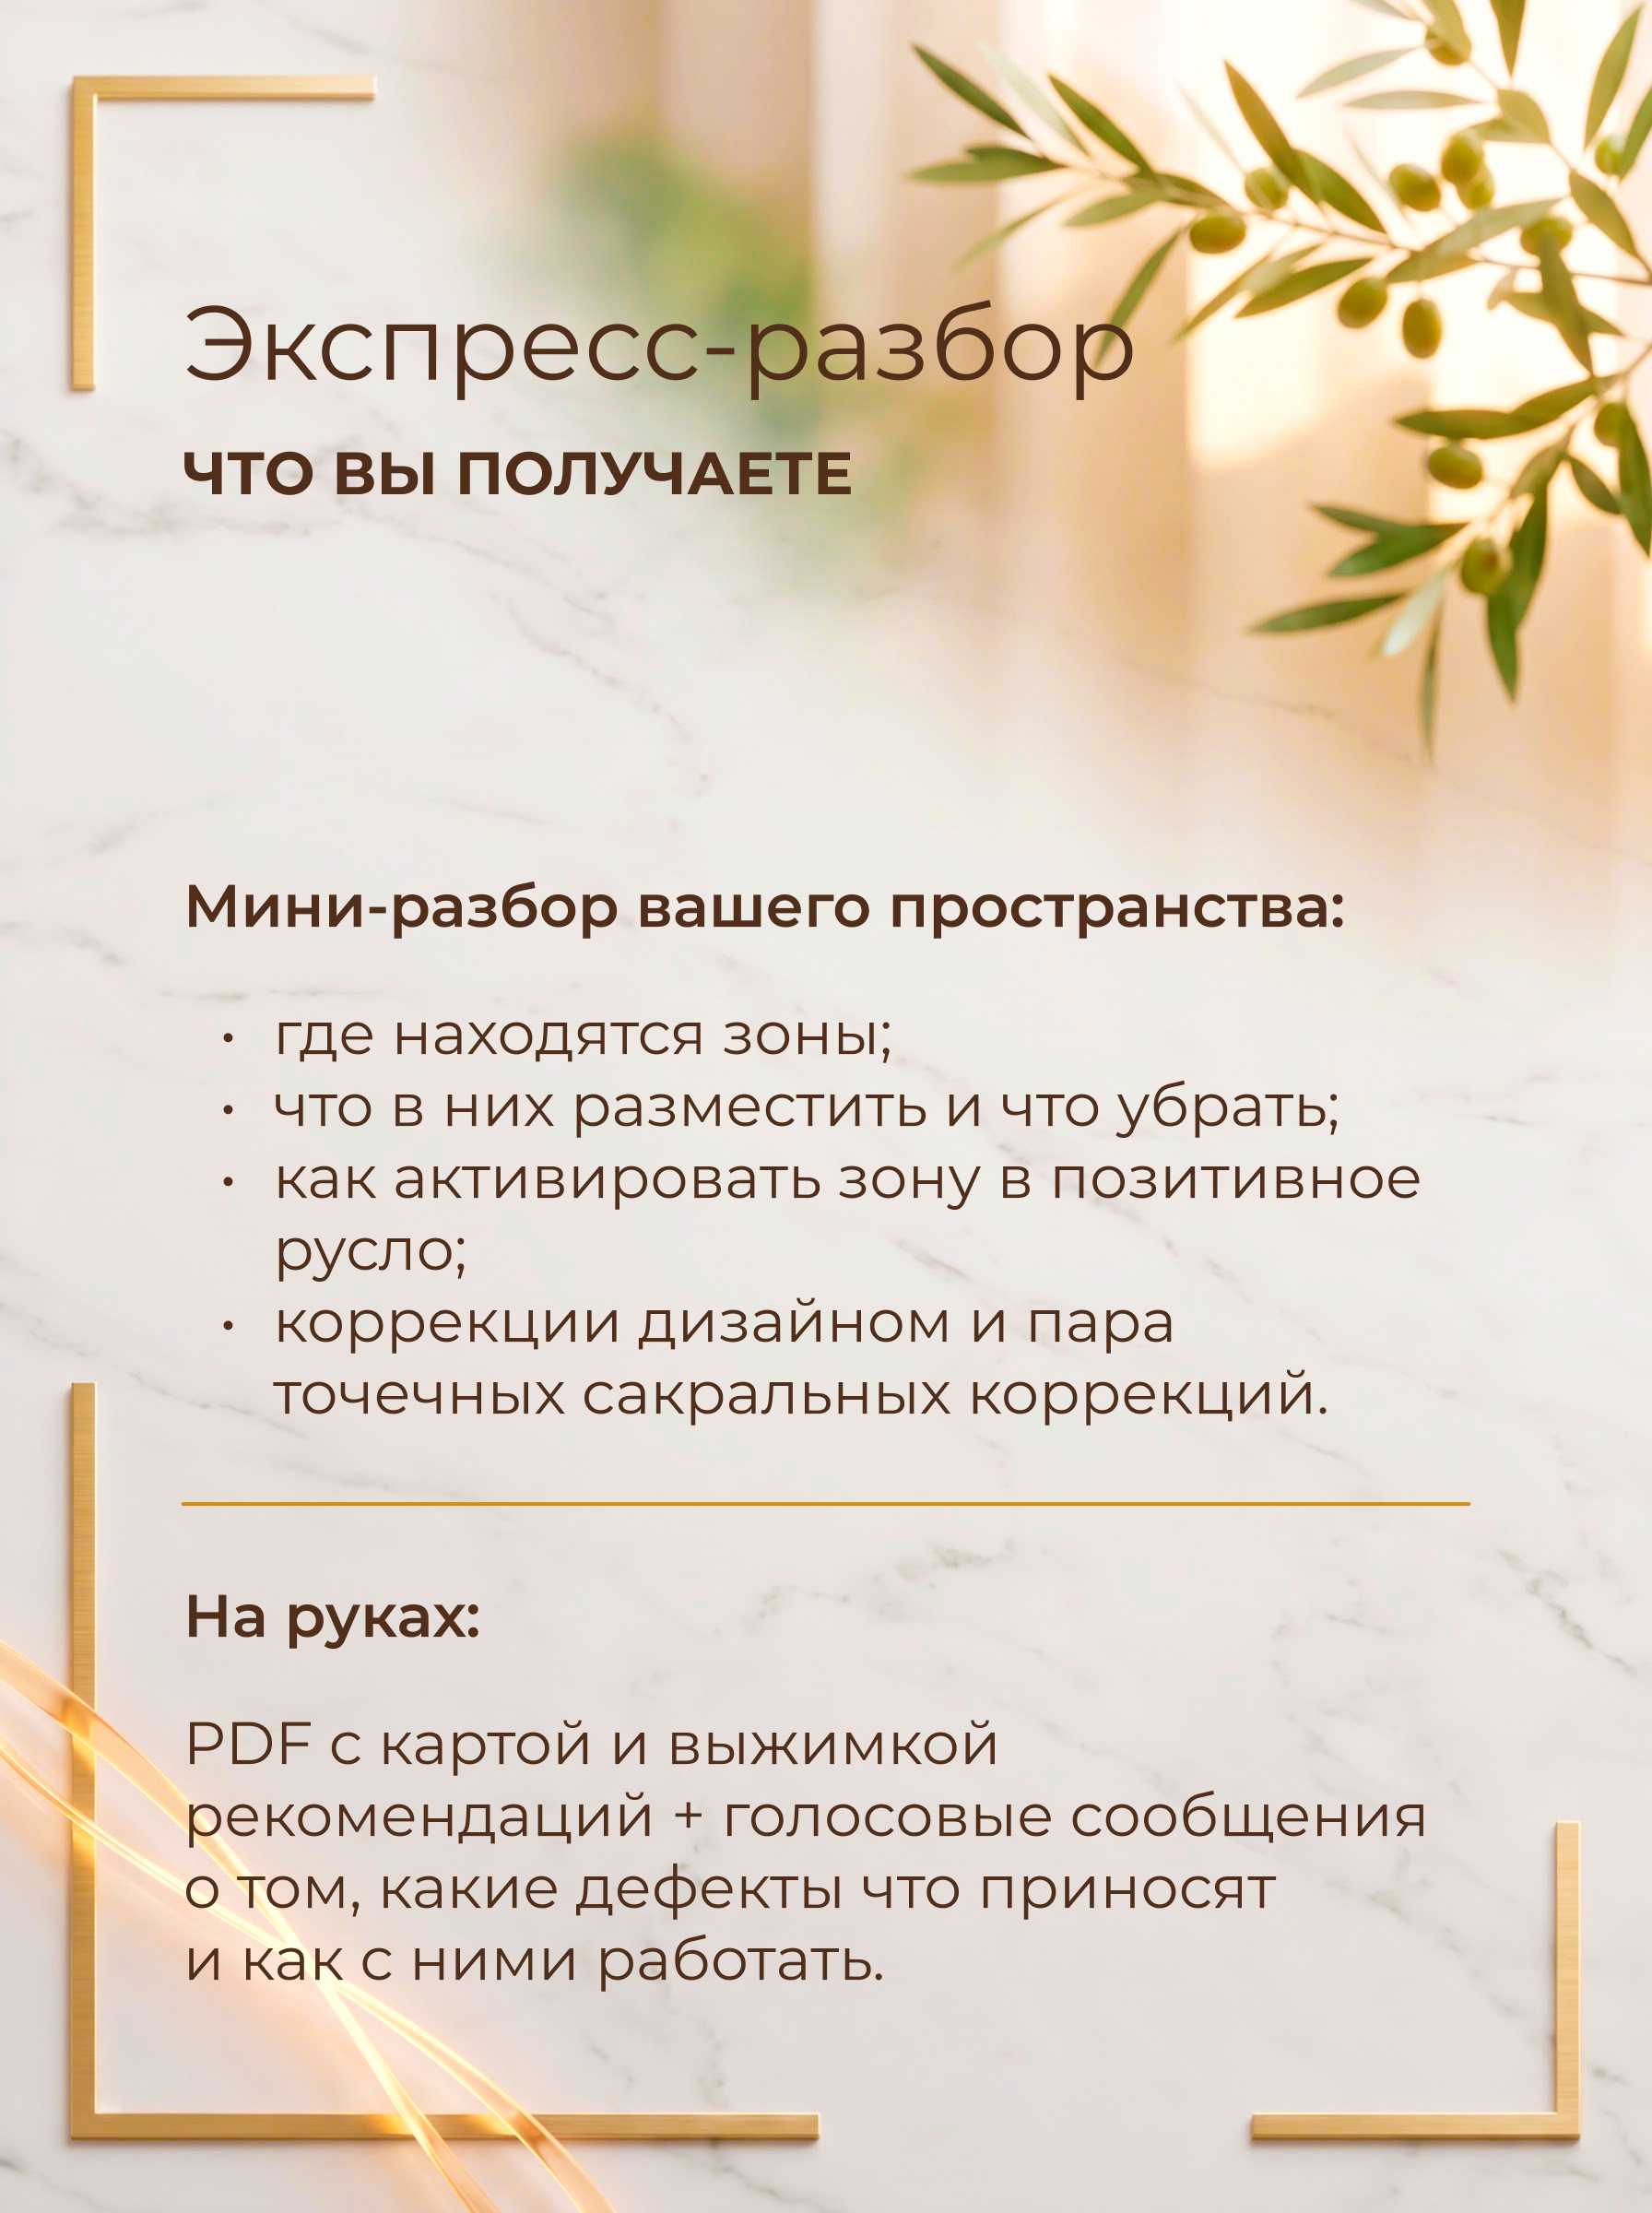 Экспресс-разбор
ЧТО ВЫ ПОЛУЧАЕТЕ
Мини-разбор вашего пространства:
• где находятся зоны;
• что в них разместить и что убрать;
• как активировать зону в позитивное
русло;
• коррекции дизайном и пара
точечных сакральных коррекций.
На руках:
PDF с картой и выжимкой
рекомендаций + голосовые сообщения
о том, какие дефекты что приносят
и как с ними работать.